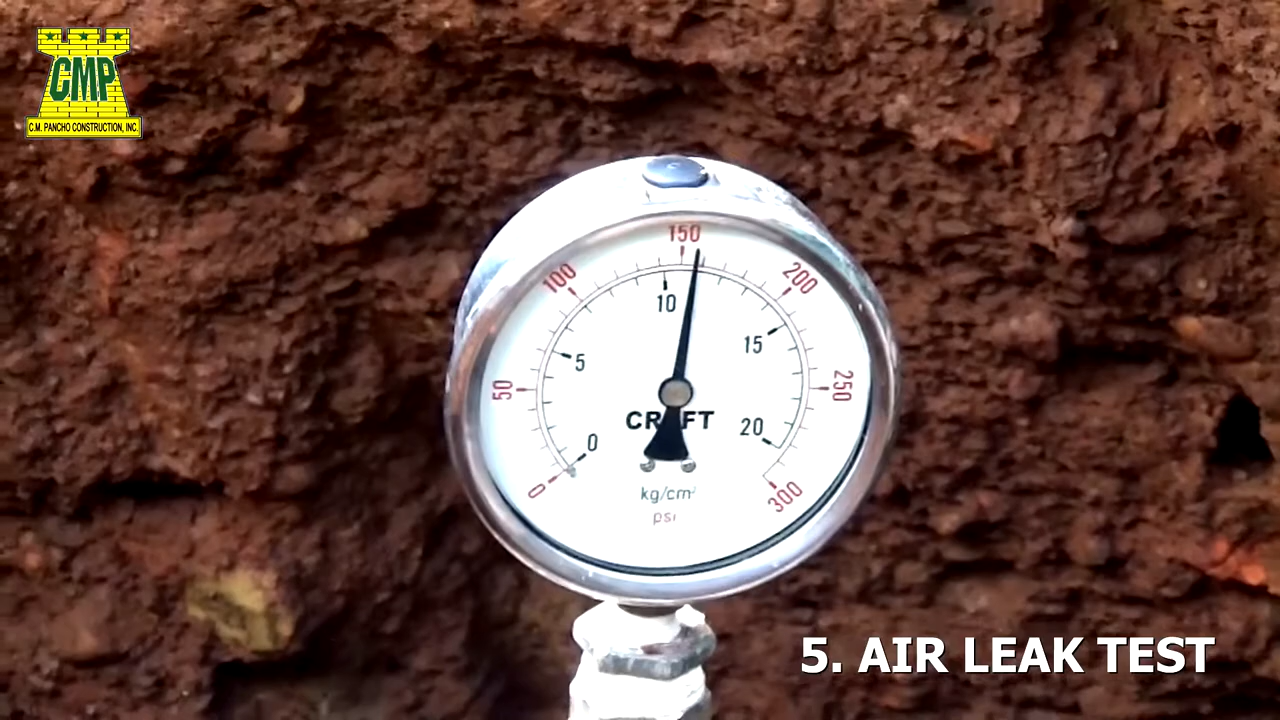 CMP
C.M. PANCHO CONSTRUCTION, INC.
150
100
200
10
5
15
50
250
0
20
CRAFT
0
300
kg/cm²
psi
5. AIR LEAK TEST